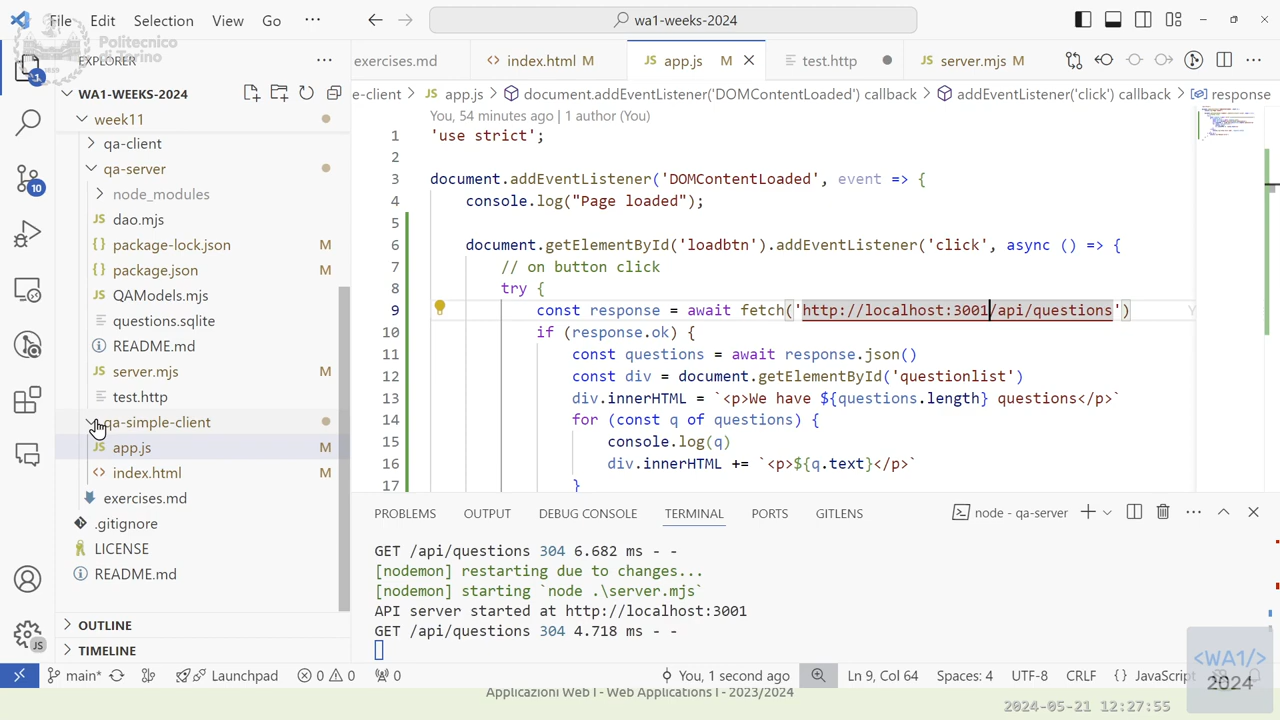 File Edit Selection View Go ··· wa1-weeks-2024
Politecnico
di Torino
EXPLORER
WA1-WEEKS-2024
week11
qa-client
qa-server
node_modules
dao.mjs
package-lock.json M
package.json M
QAModels.mjs
questions.sqlite
README.md
server.mjs M
test.http
qa-simple-client
app.js M
index.html M
exercises.md
.gitignore
LICENSE
README.md
OUTLINE
TIMELINE
1
10
exercises.md index.html M app.js M test.http server.mjs M
e-client > app.js > document.addEventListener('DOMContentLoaded') callback > addEventListener('click') callback > response
You, 54 minutes ago | 1 author (You)
1 'use strict';
2
3 document.addEventListener('DOMContentLoaded', event => {
4 console.log("Page loaded");
5
6 document.getElementById('loadbtn').addEventListener('click', async () => {
7 // on button click
8 try {
9 const response = await fetch('http://localhost:3001/api/questions') Y
10 if (response.ok) {
11 const questions = await response.json()
12 const div = document.getElementById('questionlist')
13 div.innerHTML = `<p>We have ${questions.length} questions</p>`
14 for (const q of questions) {
15 console.log(q)
16 div.innerHTML += `<p>${q.text}</p>`
17 }
PROBLEMS OUTPUT DEBUG CONSOLE TERMINAL PORTS GITLENS node - qa-server
GET /api/questions 304 6.682 ms - -
[nodemon] restarting due to changes...
[nodemon] starting `node .\server.mjs`
API server started at http://localhost:3001
GET /api/questions 304 4.718 ms - -
main* Launchpad 0 0 0 You, 1 second ago Ln 9, Col 64 Spaces: 4 UTF-8 CRLF {} JavaScript
<WA1/>
2024
Applicazioni Web I - Web Applications I - 2023/2024
2024-05-21 12:27:55